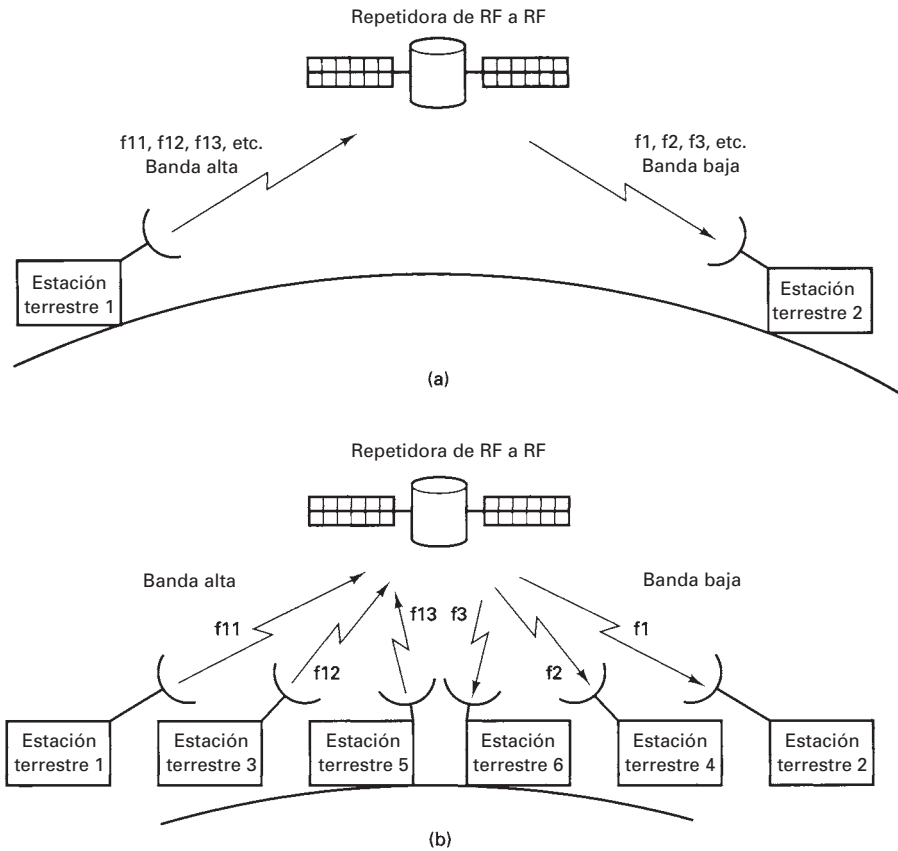 Repetidora de RF a RF
f11, f12, f13, etc.
Banda alta
f1, f2, f3, etc.
Banda baja
Estación
terrestre 1
Estación
terrestre 2
(a)
Repetidora de RF a RF
Banda alta
Banda baja
f11
f12
f13
f3
f2
f1
Estación
terrestre 1
Estación
terrestre 3
Estación
terrestre 5
Estación
terrestre 6
Estación
terrestre 4
Estación
terrestre 2
(b)